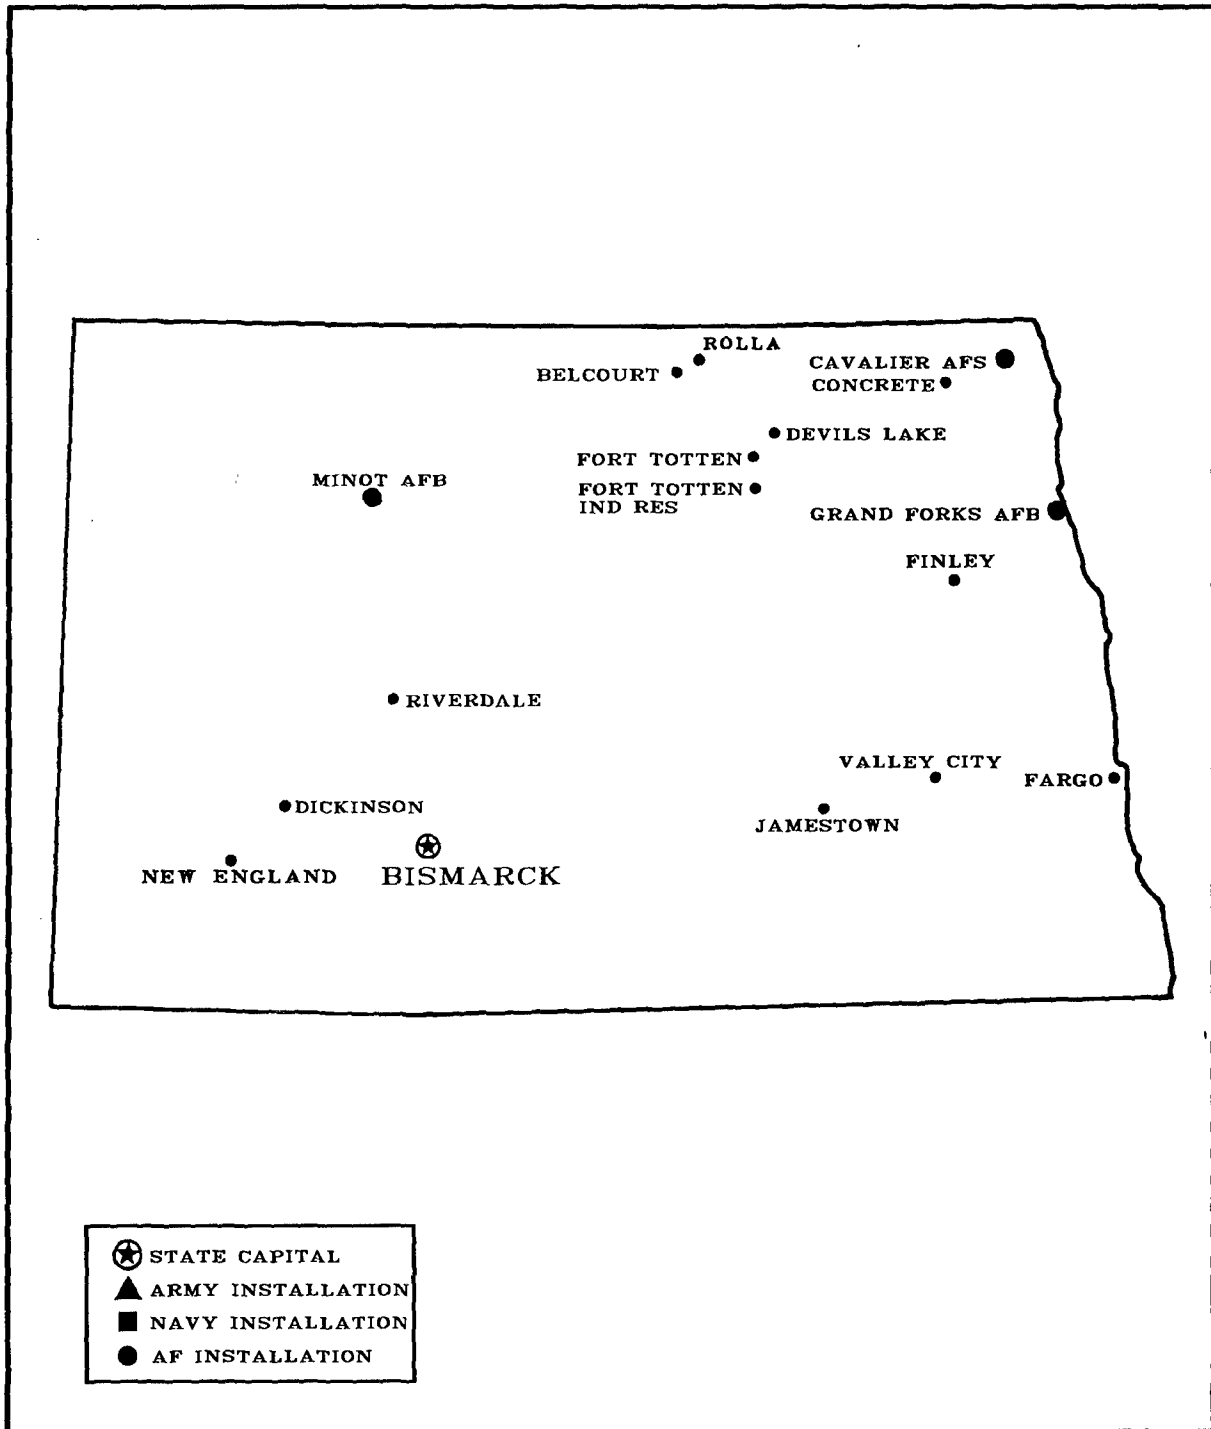 ROLLA
BELCOURT
CAVALIER AFS
CONCRETE
DEVILS LAKE
FORT TOTTEN
MINOT AFB
FORT TOTTEN
IND RES
GRAND FORKS AFB
FINLEY
RIVERDALE
VALLEY CITY
FARGO
DICKINSON
JAMESTOWN
NEW ENGLAND
BISMARCK
STATE CAPITAL
ARMY INSTALLATION
NAVY INSTALLATION
AF INSTALLATION